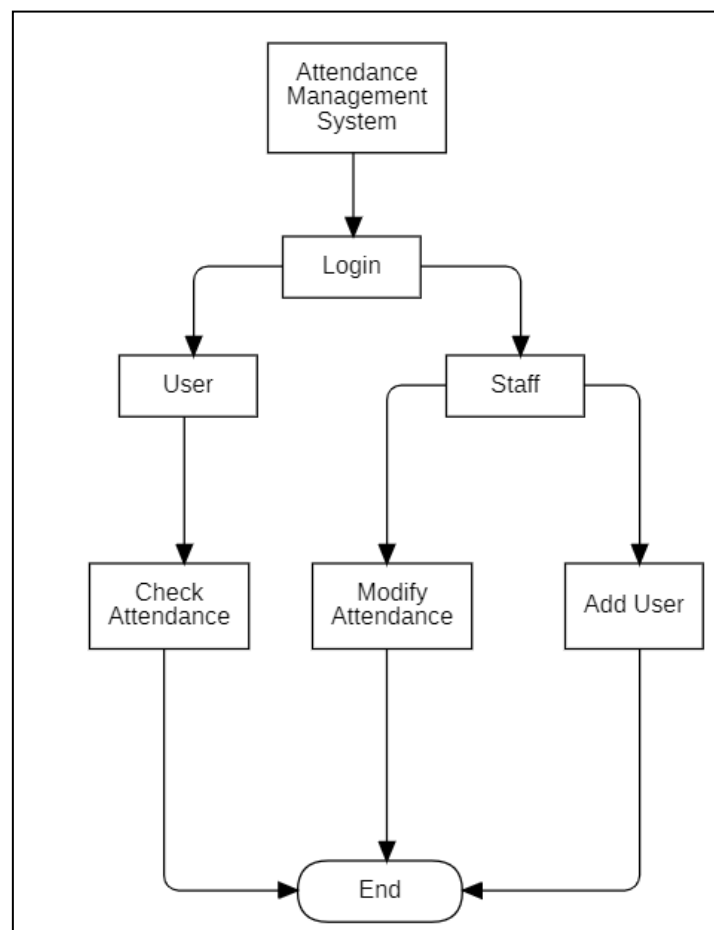 Attendance
Management
System
Login
User
Staff
Check
Attendance
Modify
Attendance
Add User
End